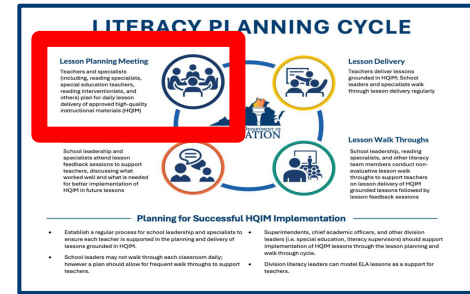 LITERACY PLANNING CYCLE
Lesson Planning Meeting
Teachers and specialists
(including, reading specialists,
special education teachers,
reading interventionists, and
others) plan for daily lesson
delivery of approved high-quality
instructional materials (HQIM)
Lesson Delivery
Teachers deliver lessons
grounded in HQIM; School
leaders and specialists walk
through lesson delivery regularly
School leadership and
specialists attend lesson
feedback sessions to support
teachers, discussing what
worked well and what is needed
for better implementation of
HQIM in future lessons
Lesson Walk Throughs
School leadership, reading
specialists, and other literacy
team members conduct non-
evaluative lesson walk
throughs to support teachers
on lesson delivery of HQIM
grounded lessons followed by
lesson feedback sessions
Planning for Successful HQIM Implementation
• Establish a regular process for school leadership and specialists to
ensure each teacher is supported in the planning and delivery of
lessons grounded in HQIM.
• School leaders may not walk through each classroom daily;
however a plan should allow for frequent walk throughs to support
teachers.
• Superintendents, chief academic officers, and other division
leaders (i.e. special education, literacy supervisors) should support
implementation of HQIM lessons through the lesson planning and
walk through cycle.
• Division literacy leaders can model ELA lessons as a support for
teachers.